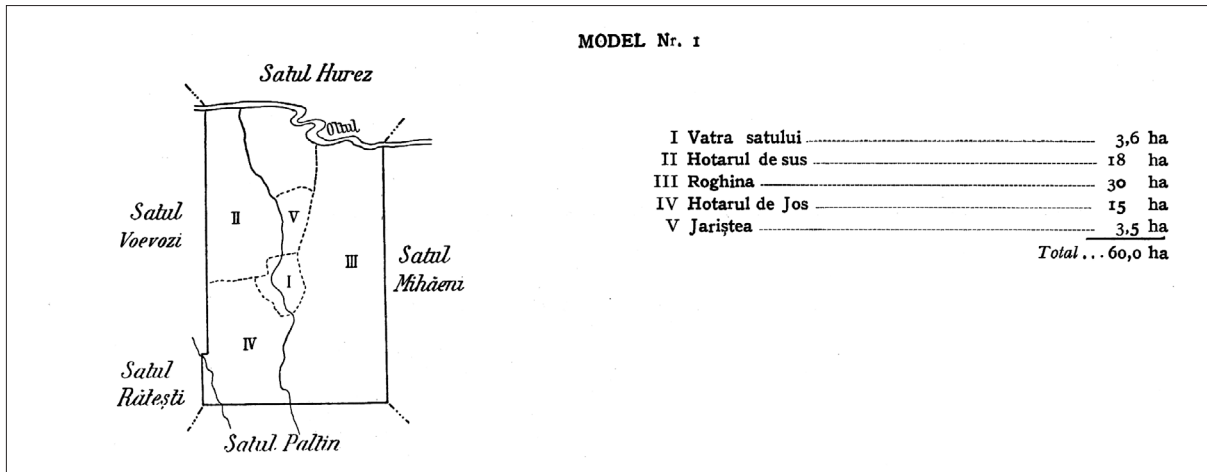 MODEL Nr. 1
Satul Hurez
Oltul
Satul
Voevozi
II
V
I
III
IV
Satul
Mihăeni
Satul
Rătești
Satul Paltin
I Vatra satului 3,6 ha
II Hotarul de sus 18 ha
III Roghina 30 ha
IV Hotarul de Jos 15 ha
V Jariștea 3,5 ha
Total ... 60,0 ha